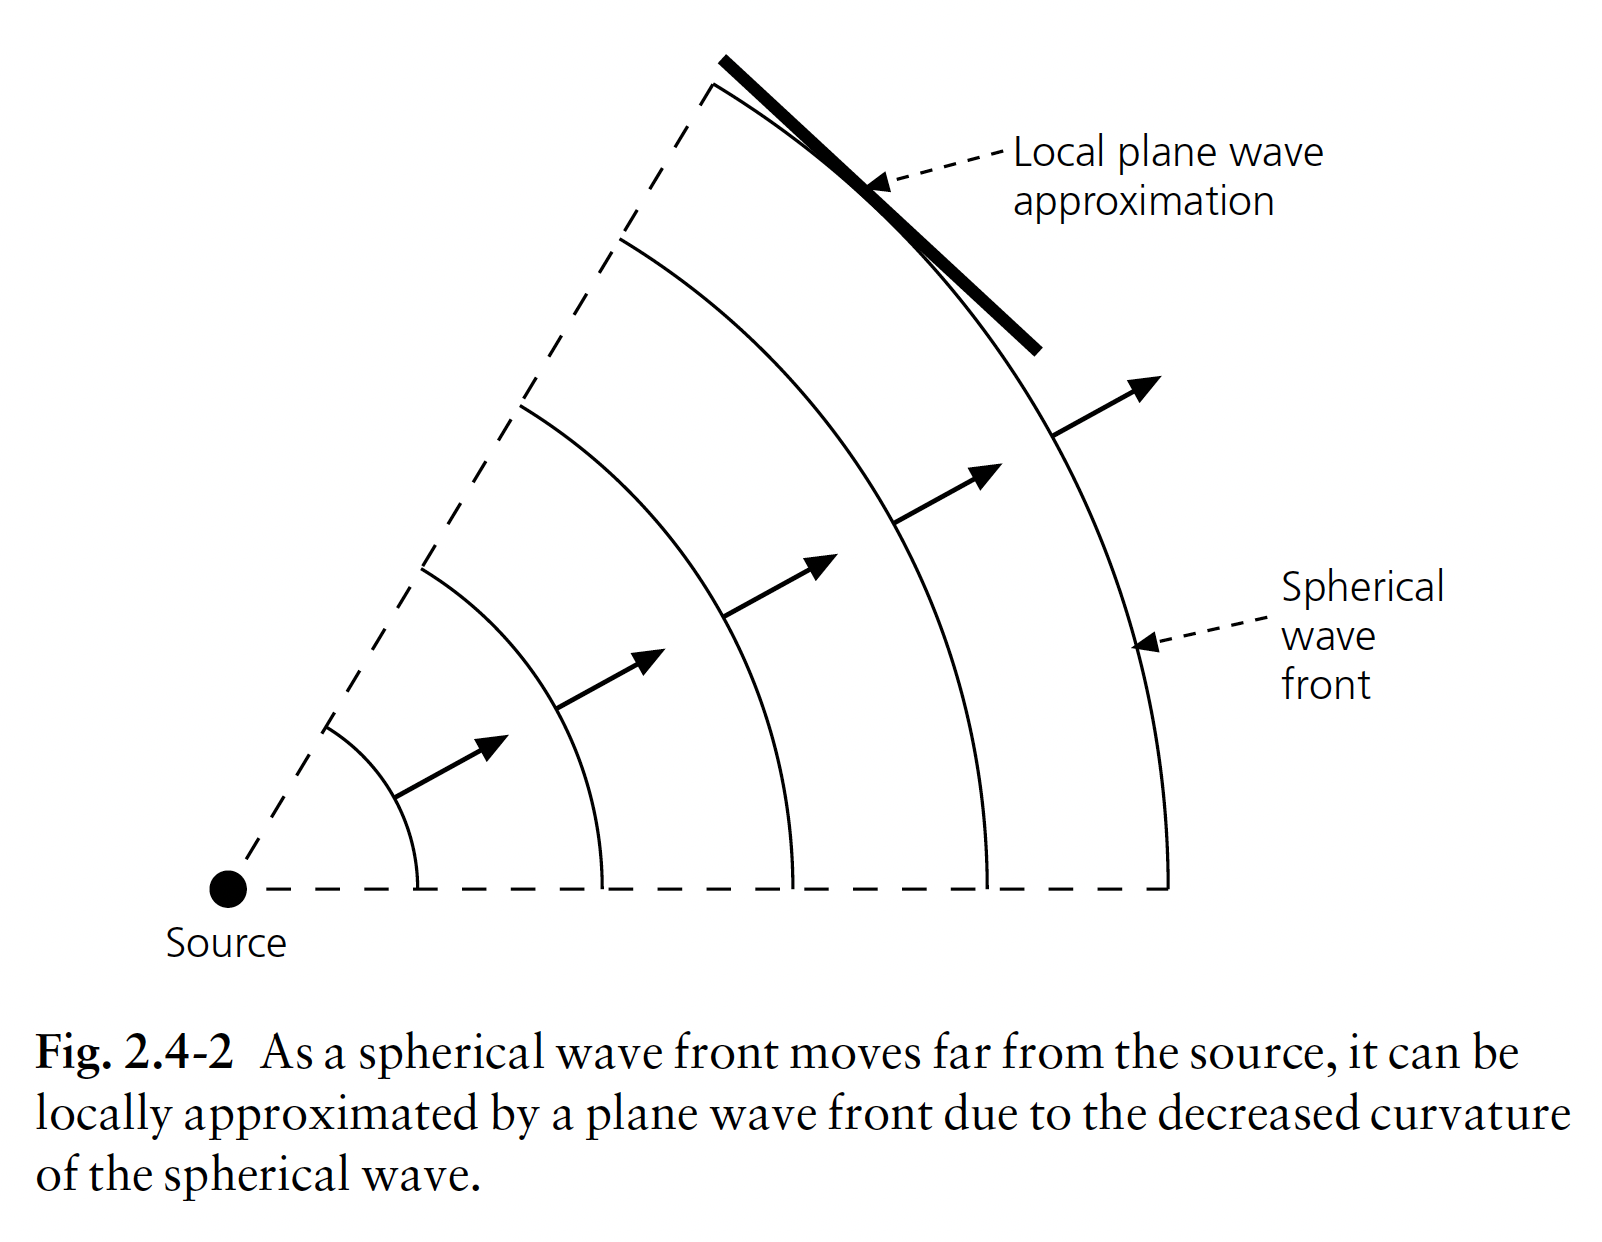 Local plane wave
approximation
Spherical
wave
front
Source
Fig. 2.4-2 As a spherical wave front moves far from the source, it can be
locally approximated by a plane wave front due to the decreased curvature
of the spherical wave.